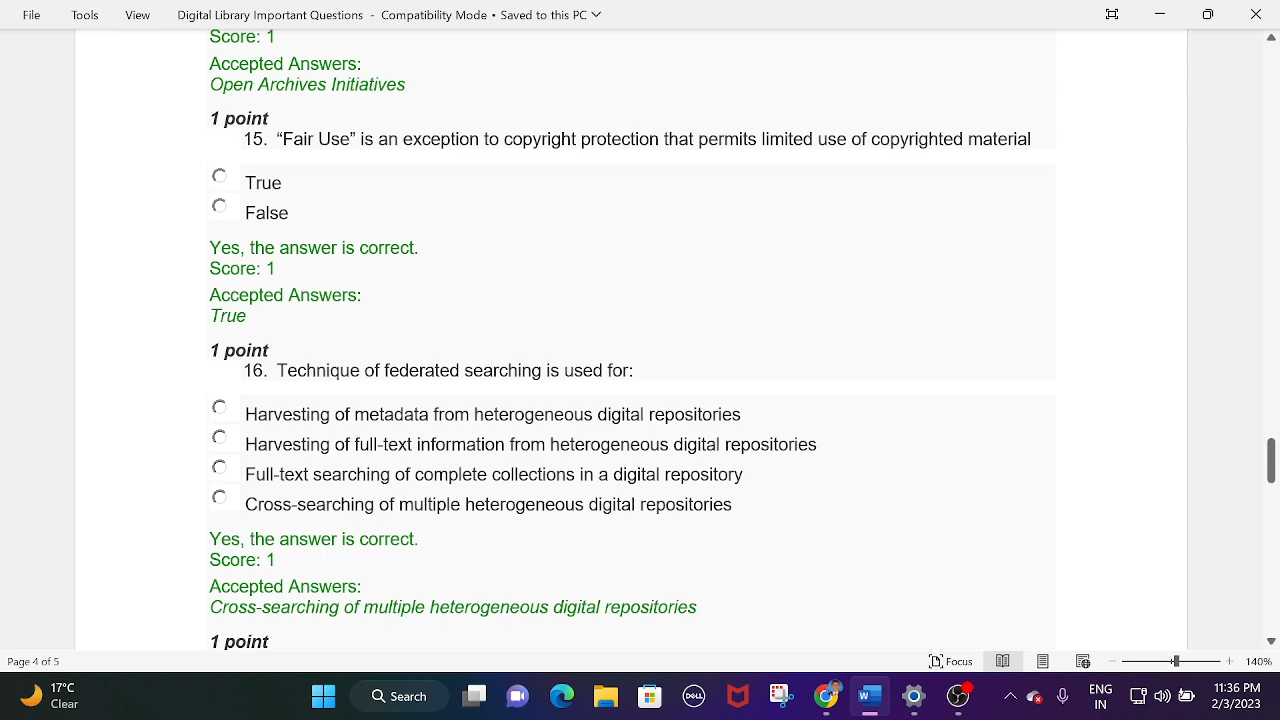 File Tools View Digital Library Important Questions - Compatibility Mode • Saved to this PC
Score: 1
Accepted Answers:
Open Archives Initiatives
1 point
15. “Fair Use” is an exception to copyright protection that permits limited use of copyrighted material
True
False
Yes, the answer is correct.
Score: 1
Accepted Answers:
True
1 point
16. Technique of federated searching is used for:
Harvesting of metadata from heterogeneous digital repositories
Harvesting of full-text information from heterogeneous digital repositories
Full-text searching of complete collections in a digital repository
Cross-searching of multiple heterogeneous digital repositories
Yes, the answer is correct.
Score: 1
Accepted Answers:
Cross-searching of multiple heterogeneous digital repositories
1 point
Page 4 of 5 Focus 140%
17°C
Clear
Search
DELL
W
ENG
IN
11:36 PM
2/3/2023